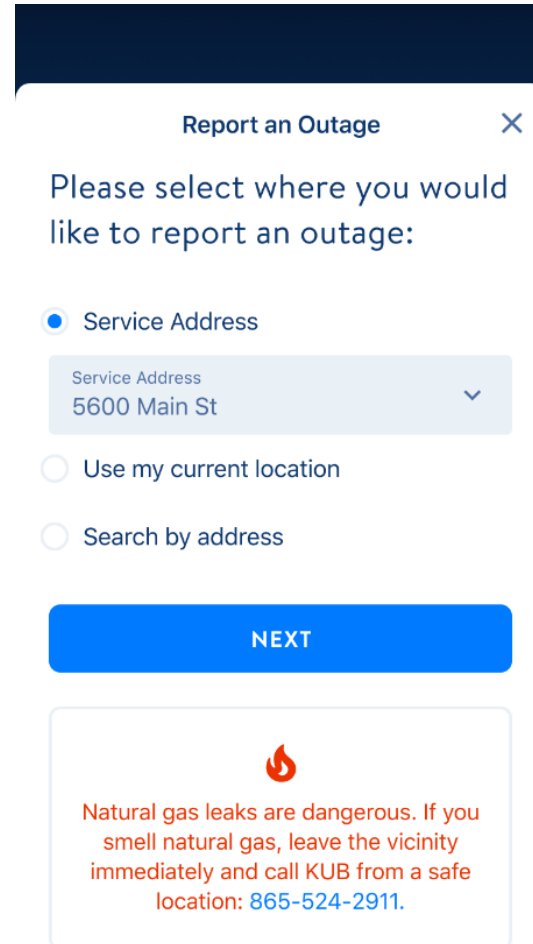 Report an Outage
Please select where you would
like to report an outage:
Service Address
Service Address
5600 Main St
Use my current location
Search by address
NEXT
Natural gas leaks are dangerous. If you
smell natural gas, leave the vicinity
immediately and call KUB from a safe
location: 865-524-2911.